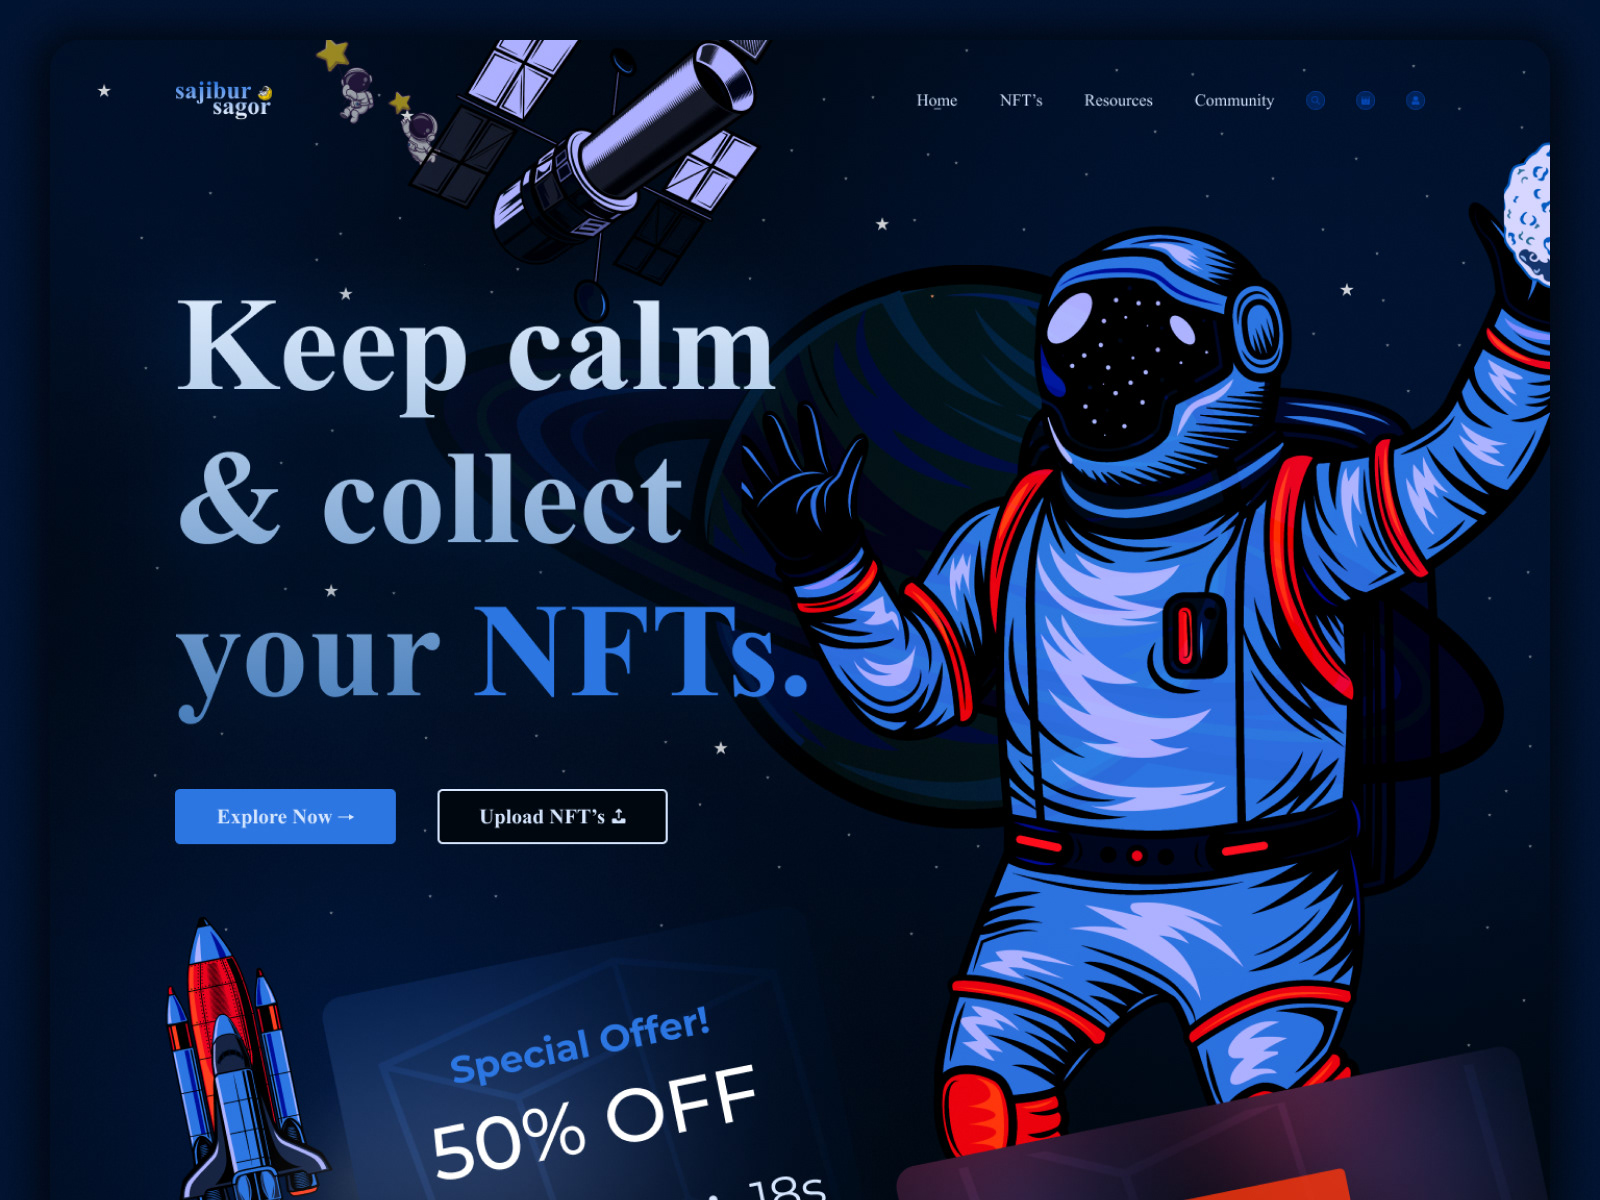 sajibur
sagor
Home
NFT's
Resources
Community
Keep calm
& collect
your NFTs.
Explore Now →
Upload NFT's
Special Offer!
50% OFF
18s